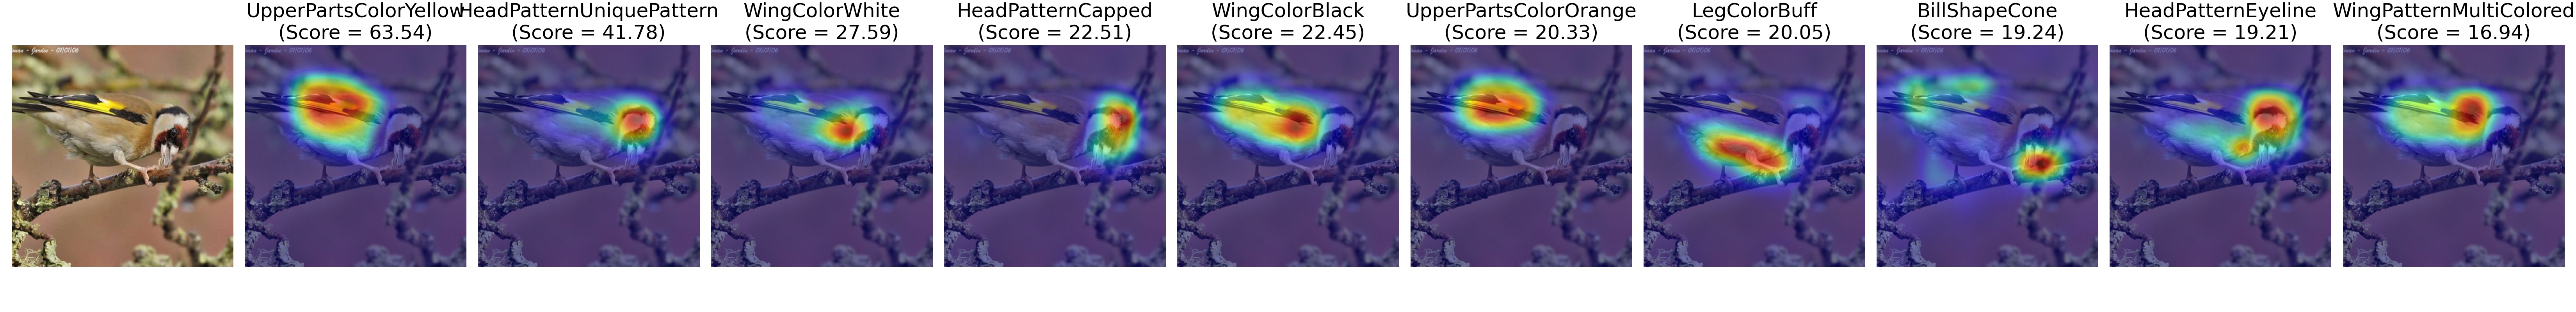 UpperPartsColorYellow
(Score = 63.54)
HeadPatternUniquePattern
(Score = 41.78)
WingColorWhite
(Score = 27.59)
HeadPatternCapped
(Score = 22.51)
WingColorBlack
(Score = 22.45)
UpperPartsColorOrange
(Score = 20.33)
LegColorBuff
(Score = 20.05)
BillShapeCone
(Score = 19.24)
HeadPatternEyeline
(Score = 19.21)
WingPatternMultiColored
(Score = 16.94)